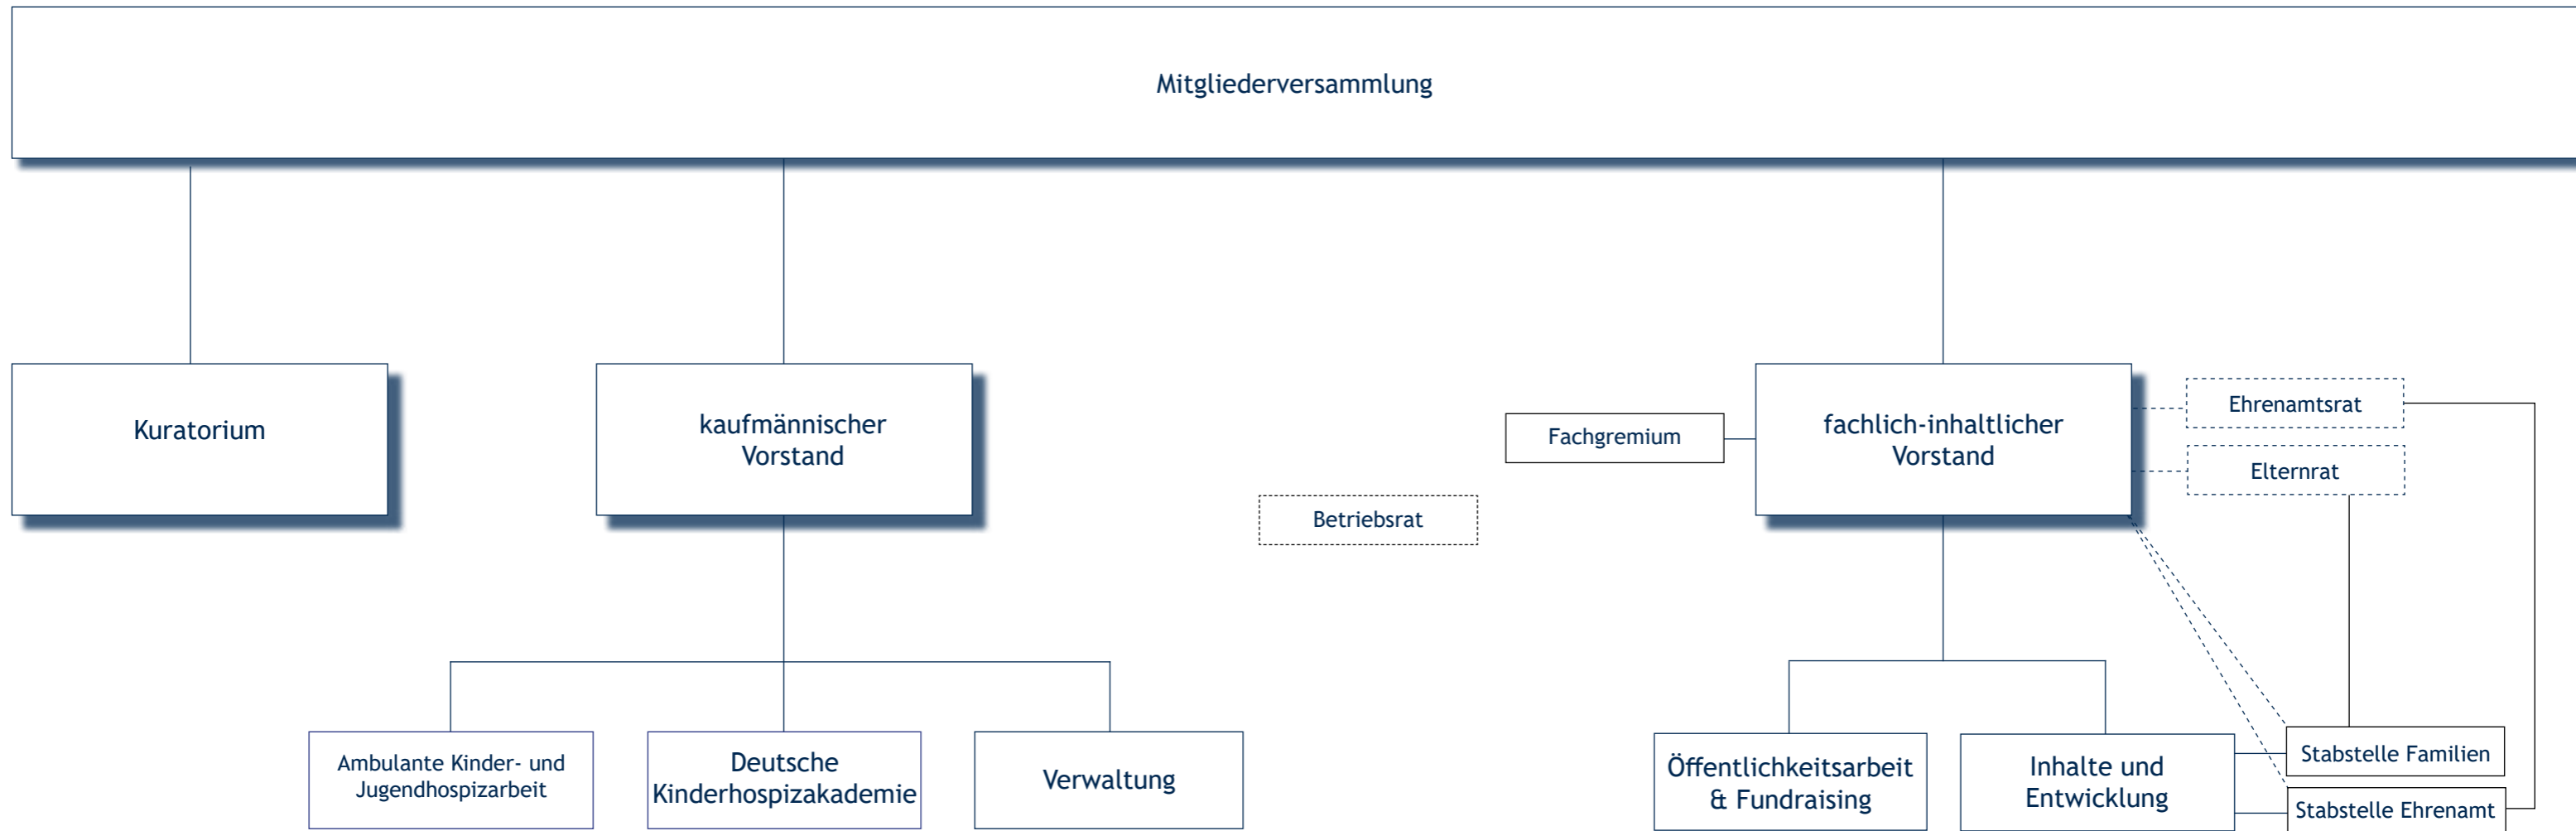 Mitgliederversammlung
Kuratorium
kaufmännischer
Vorstand
Betriebsrat
Fachgremium
fachlich-inhaltlicher
Vorstand
Ehrenamtsrat
Elternrat
Ambulante Kinder- und
Jugendhospizarbeit
Deutsche
Kinderhospizakademie
Verwaltung
Öffentlichkeitsarbeit
& Fundraising
Inhalte und
Entwicklung
Stabstelle Familien
Stabstelle Ehrenamt